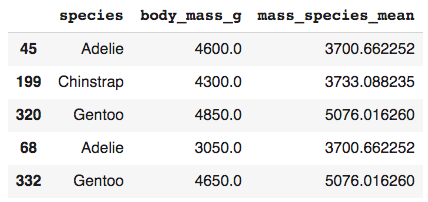 species body_mass_g mass_species_mean
45 Adelie 4600.0 3700.662252
199 Chinstrap 4300.0 3733.088235
320 Gentoo 4850.0 5076.016260
68 Adelie 3050.0 3700.662252
332 Gentoo 4650.0 5076.016260